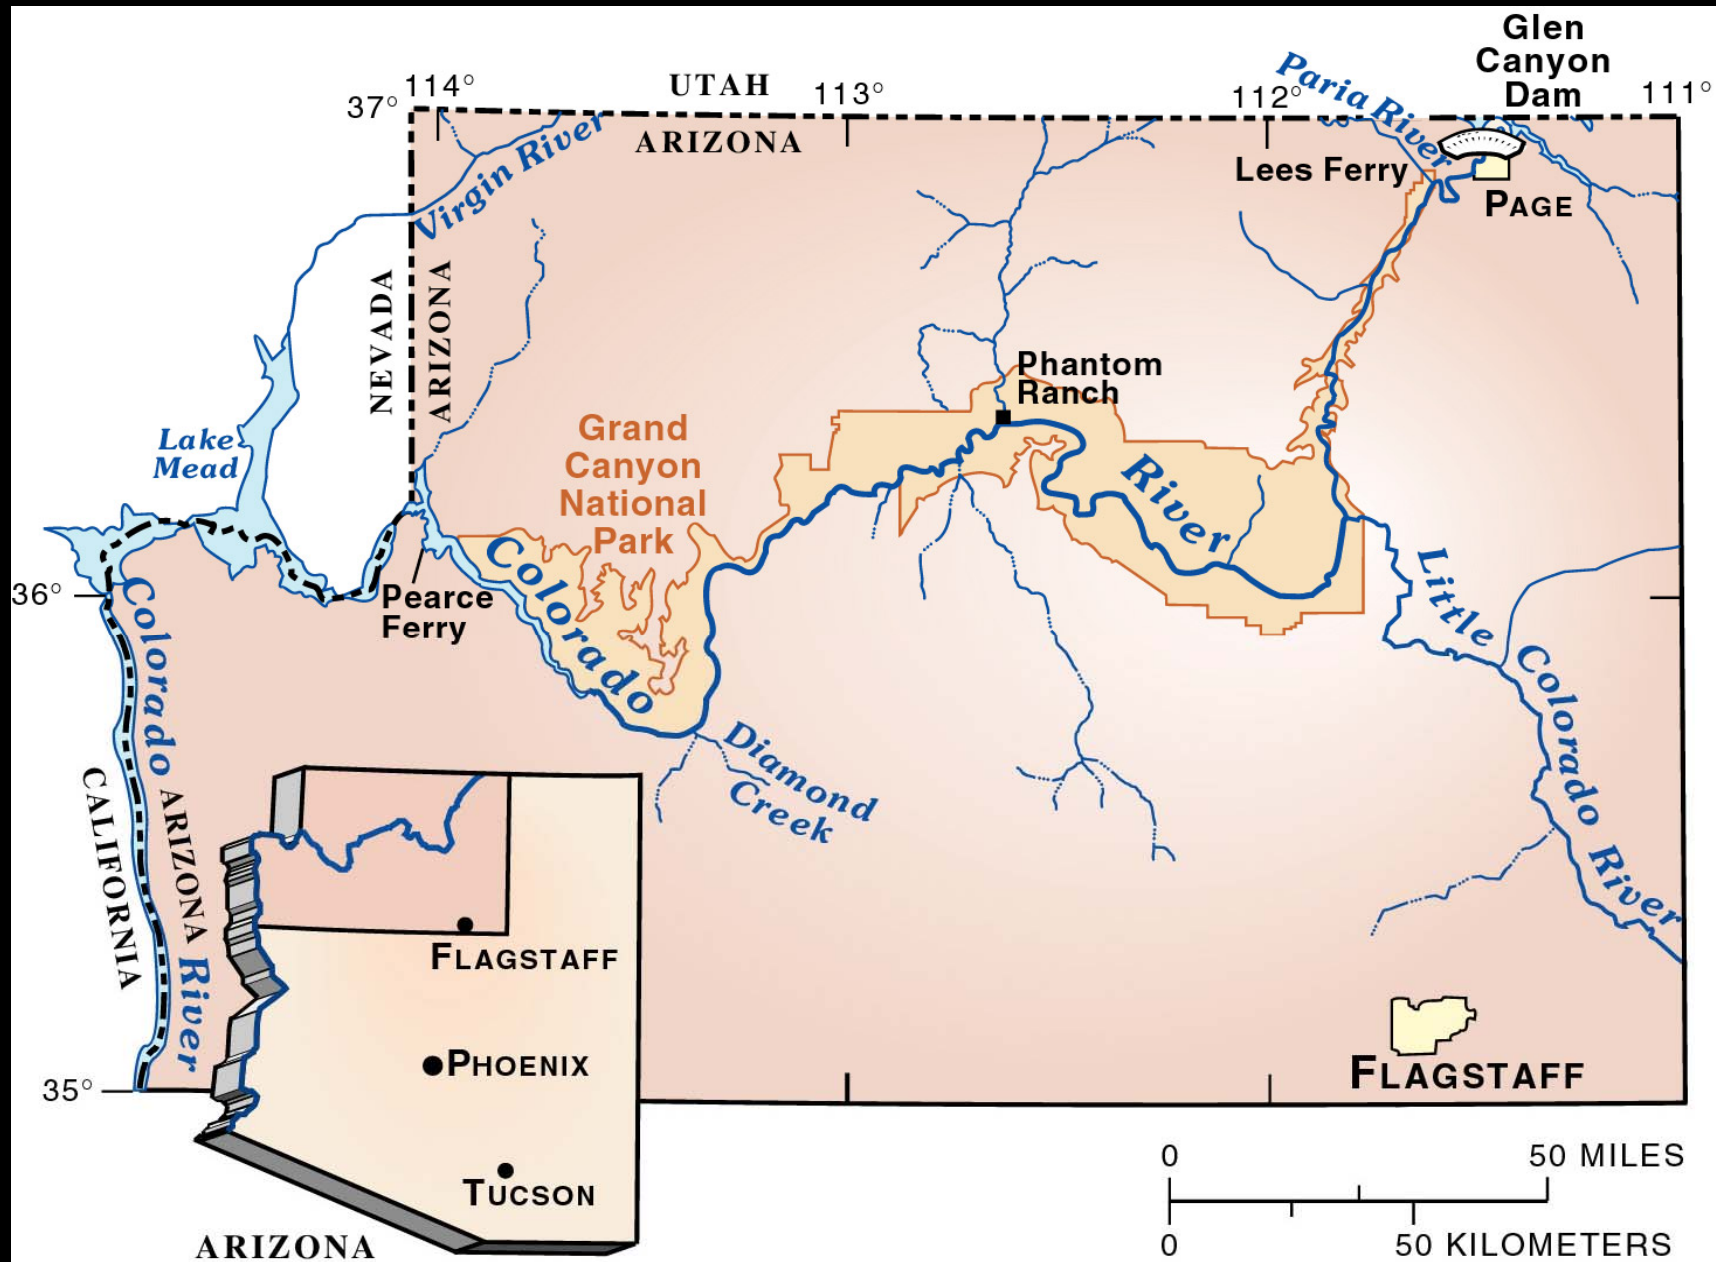 Glen
Canyon
Dam
114°
UTAH
113°
112°
Paria River
111°
37°
ARIZONA
Virgin River
Lees Ferry
PAGE
NEVADA
ARIZONA
Phantom
Ranch
Lake
Mead
Grand
Canyon
National
Park
River
Colorado
36°
Pearce
Ferry
Little
Colorado
River
Colorado
River
Diamond
Creek
CALIFORNIA
ARIZONA
FLAGSTAFF
PHOENIX
TUCSON
ARIZONA
FLAGSTAFF
35°
0
50 MILES
0
50 KILOMETERS